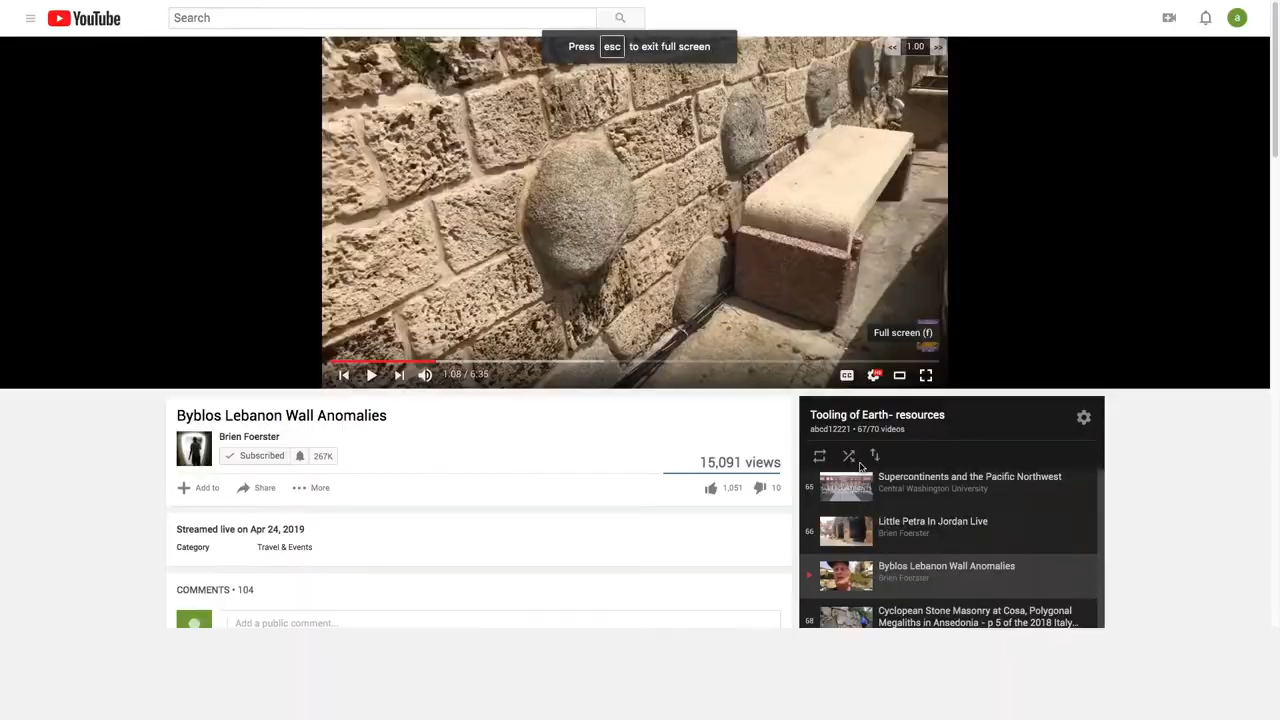 YouTube
Search
a
Press esc to exit full screen
<< 1.00 >>
Full screen (f)
1:08 / 6:35
CC
HD
Byblos Lebanon Wall Anomalies
Brien Foerster
Subscribed 267K
15,091 views
Add to Share More
1,051 10
Streamed live on Apr 24, 2019
Category Travel & Events
COMMENTS • 104
Add a public comment...
Tooling of Earth- resources
abcd12221 • 67/70 videos
65
Supercontinents and the Pacific Northwest
Central Washington University
66
Little Petra In Jordan Live
Brien Foerster
Byblos Lebanon Wall Anomalies
Brien Foerster
68
Cyclopean Stone Masonry at Cosa, Polygonal
Megaliths in Ansedonia - p 5 of the 2018 Italy...